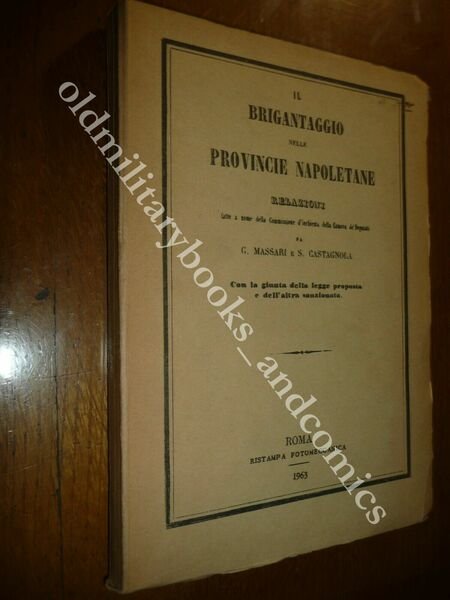 IL
BRIGANTAGGIO
NELLE
PROVINCIE NAPOLETANE
RELAZIONI
fatte a nome della Commissione d'inchiesta della Camera de' Deputati
DA
G. MASSARI E S. CASTAGNOLA
Con la giunta della legge proposta
e dell'altra sanzionata.
ROMA
RISTAMPA FOTOMECCANICA
1963
oldmilitarybooks_andcomics